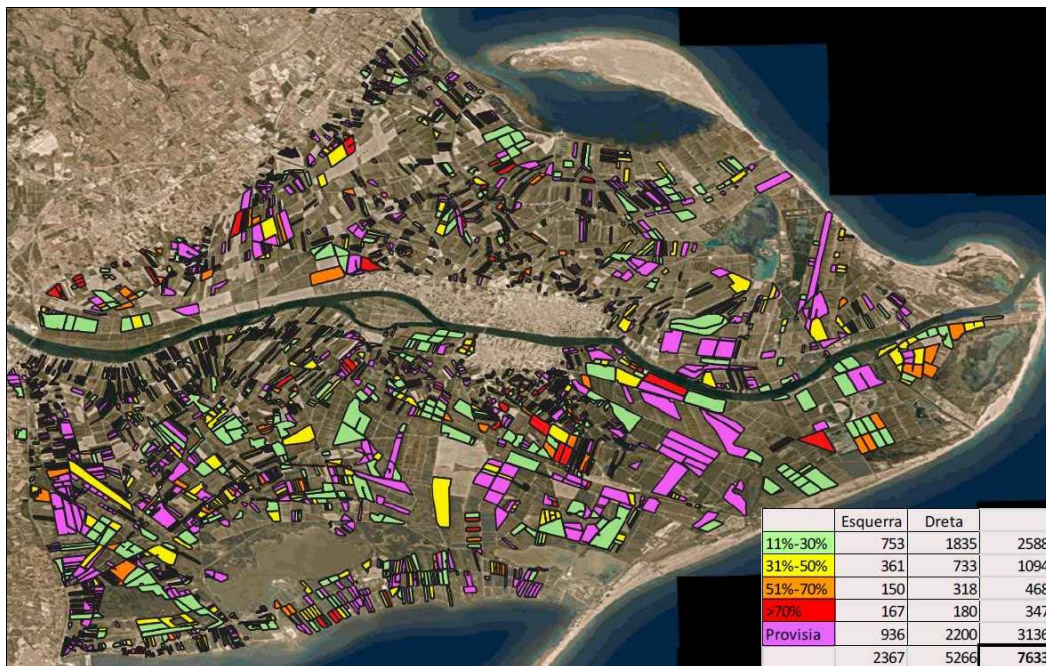 Esquerra Dreta
11%-30% 753 1835 2588
31%-50% 361 733 1094
51%-70% 150 318 468
>70% 167 180 347
Provisia 936 2200 3136
2367 5266 7633